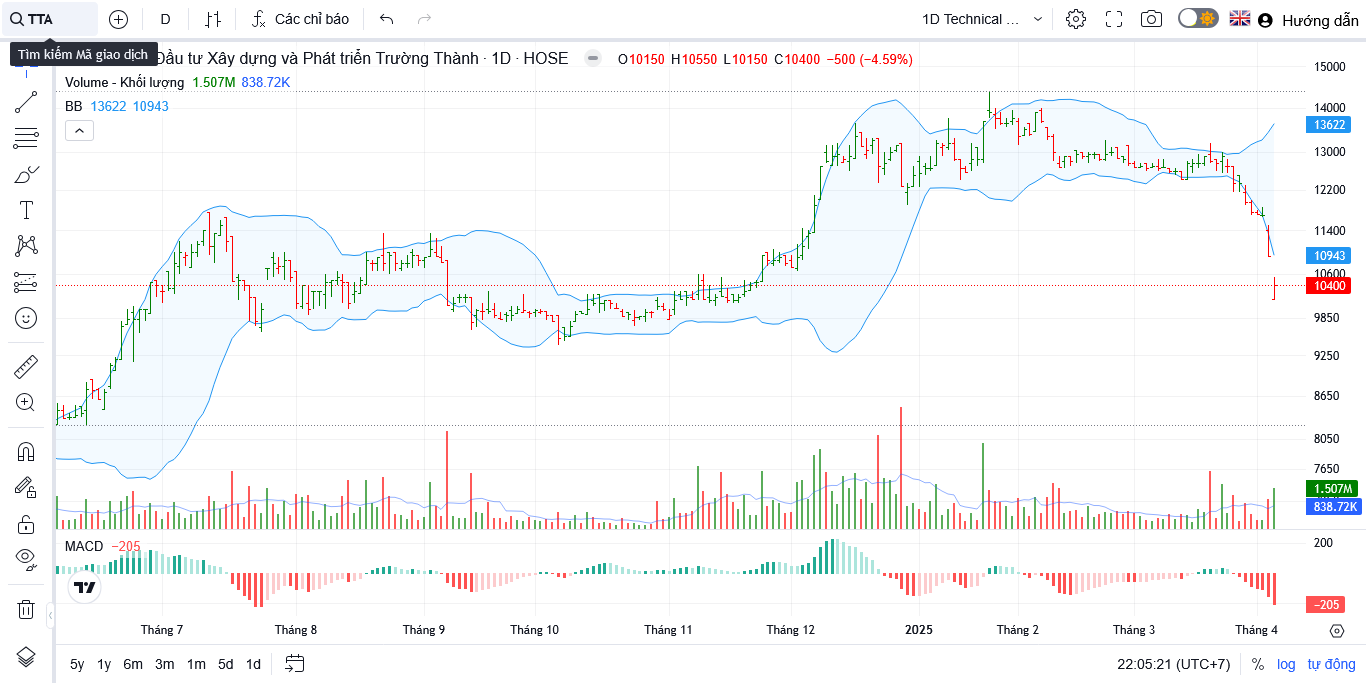 TTA D Các chỉ báo 1D Technical ... Hướng dẫn
Tìm kiếm Mã giao dịch
Đầu tư Xây dựng và Phát triển Trường Thành · 1D · HOSE O10150 H10550 L10150 C10400 −500 (−4.59%)
Volume - Khối lượng 1.507M 838.72K
BB 13622 10943
15000
14000
13622
13000
12200
11400
10943
10600
10400
9850
9250
8650
8050
7650
1.507M
838.72K
MACD −205
200
−205
Tháng 7 Tháng 8 Tháng 9 Tháng 10 Tháng 11 Tháng 12 2025 Tháng 2 Tháng 3 Tháng 4
5y 1y 6m 3m 1m 5d 1d 22:05:21 (UTC+7) % log tự động